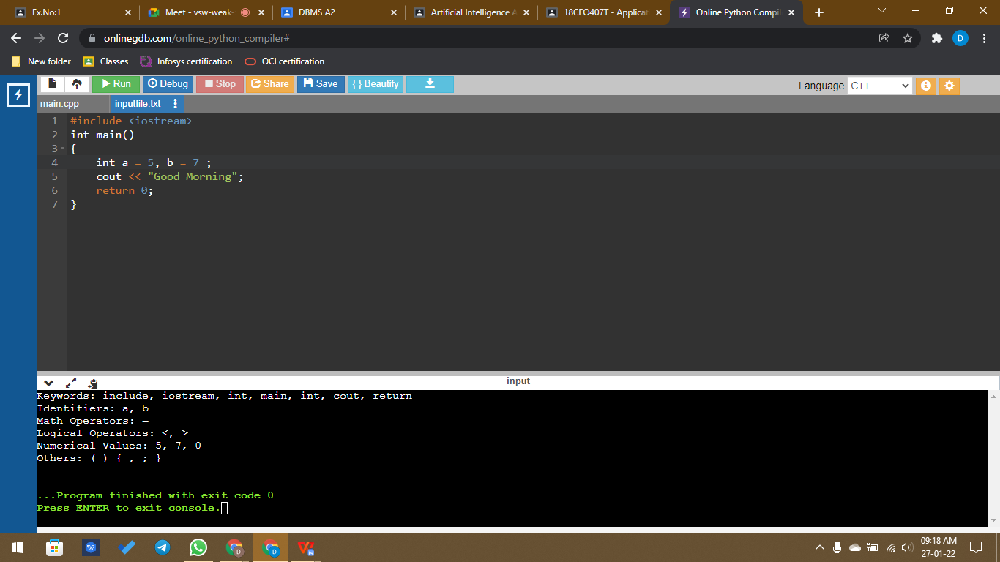 Ex.No:1
Meet - vsw-weak-
DBMS A2
Artificial Intelligence A
18CEO407T - Applicat
Online Python Compil
onlinegdb.com/online_python_compiler#
D
New folder
Classes
Infosys certification
OCI certification
Run
Debug
Stop
Share
Save
{ } Beautify
Language C++
main.cpp
inputfile.txt
1 #include <iostream>
2 int main()
3 {
4 int a = 5, b = 7 ;
5 cout << "Good Morning";
6 return 0;
7 }
input
Keywords: include, iostream, int, main, int, cout, return
Identifiers: a, b
Math Operators: =
Logical Operators: <, >
Numerical Values: 5, 7, 0
Others: ( ) { , ; }
...Program finished with exit code 0
Press ENTER to exit console.
D
D
09:18 AM
27-01-22